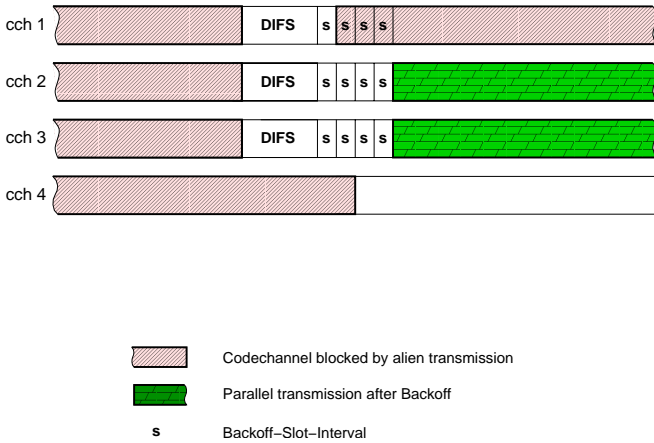 cch 1 DIFS s s s s
cch 2 DIFS s s s s
cch 3 DIFS s s s s
cch 4
Codechannel blocked by alien transmission
Parallel transmission after Backoff
s Backoff−Slot−Interval